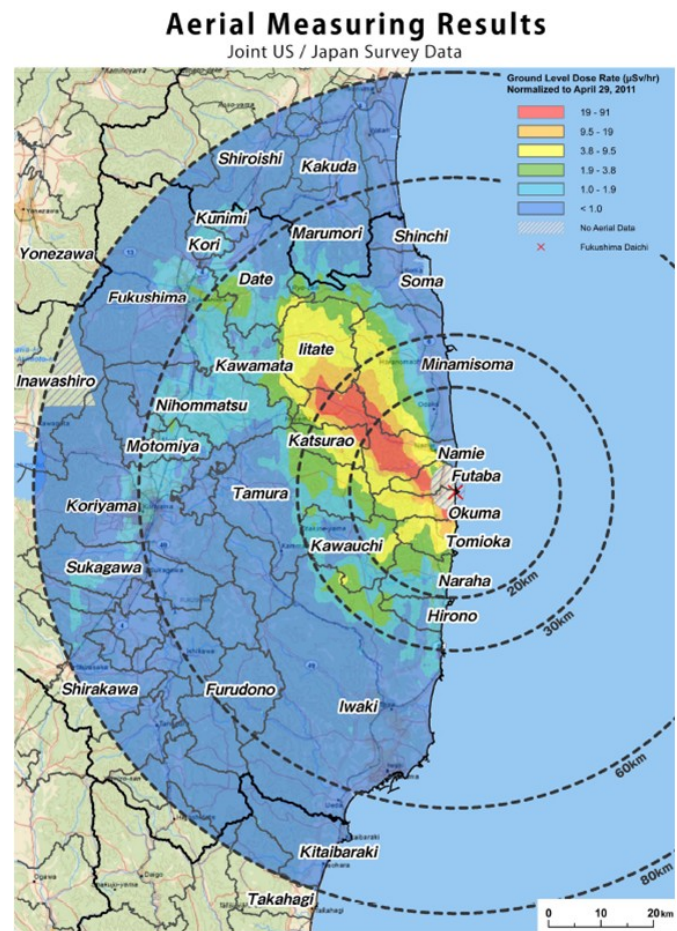 Aerial Measuring Results
Joint US / Japan Survey Data
Ground Level Dose Rate (µSv/hr)
Normalized to April 29, 2011
19 - 91
9.5 - 19
3.8 - 9.5
1.9 - 3.8
1.0 - 1.9
< 1.0
No Aerial Data
Fukushima Daichi
Shiroishi
Kakuda
Kunimi
Kori
Marumori
Shinchi
Yonezawa
Date
Soma
Fukushima
Iitate
Kawamata
Minamisoma
Inawashiro
Nihommatsu
Katsurao
Motomiya
Namie
Futaba
Tamura
Koriyama
Okuma
Kawauchi
Tomioka
Sukagawa
Naraha
20km
Hirono
30km
Shirakawa
Furudono
Iwaki
60km
Kitaibaraki
80km
Takahagi
0 10 20 km